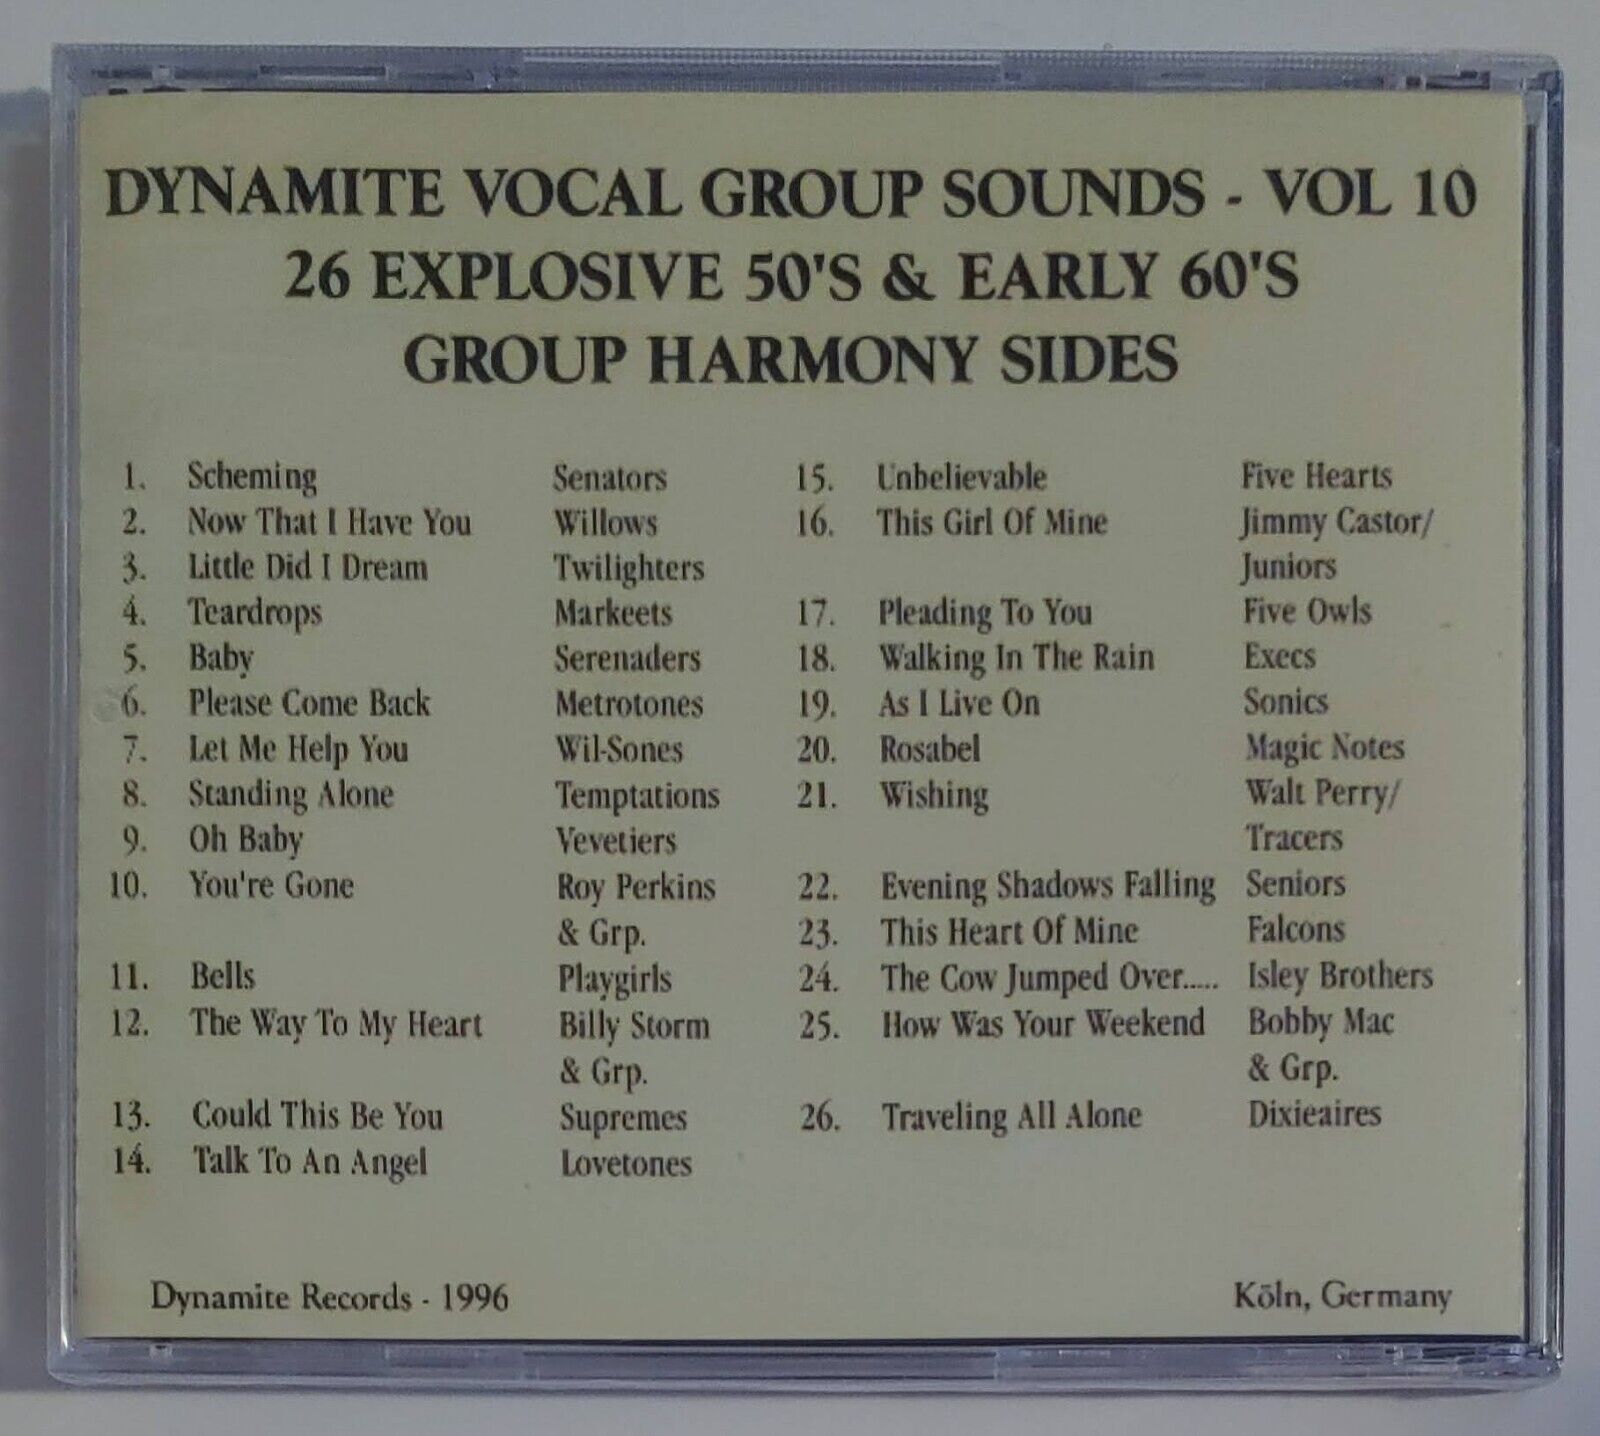 DYNAMITE VOCAL GROUP SOUNDS - VOL 10
26 EXPLOSIVE 50'S & EARLY 60'S
GROUP HARMONY SIDES
1. Scheming Senators
2. Now That I Have You Willows
3. Little Did I Dream Twilighters
4. Teardrops Markeets
5. Baby Serenaders
6. Please Come Back Metrotones
7. Let Me Help You Wil-Sones
8. Standing Alone Temptations
9. Oh Baby Vevetiers
10. You're Gone Roy Perkins
& Grp.
11. Bells Playgirls
12. The Way To My Heart Billy Storm
& Grp.
13. Could This Be You Supremes
14. Talk To An Angel Lovetones
15. Unbelievable Five Hearts
16. This Girl Of Mine Jimmy Castor/
Juniors
17. Pleading To You Five Owls
18. Walking In The Rain Execs
19. As I Live On Sonics
20. Rosabel Magic Notes
21. Wishing Walt Perry/
Tracers
22. Evening Shadows Falling Seniors
23. This Heart Of Mine Falcons
24. The Cow Jumped Over..... Isley Brothers
25. How Was Your Weekend Bobby Mac
& Grp.
26. Traveling All Alone Dixieaires
Dynamite Records - 1996
Köln, Germany